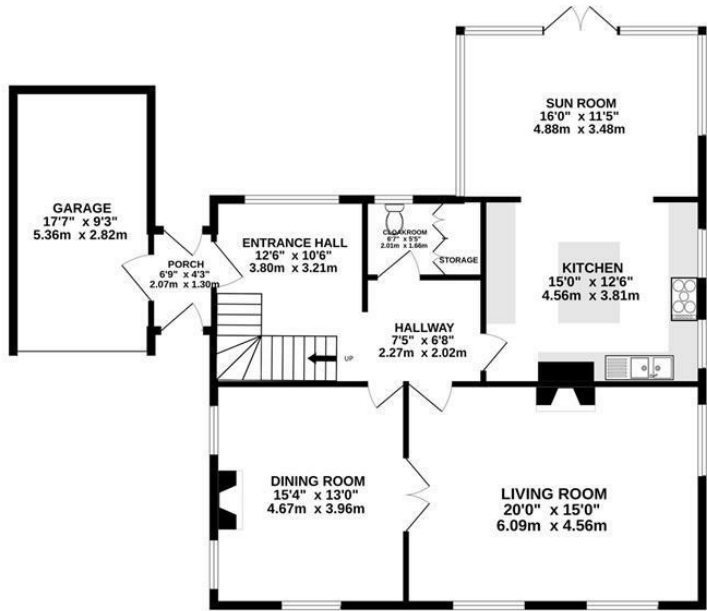 SUN ROOM
16'0" x 11'5"
4.88m x 3.48m
GARAGE
17'7" x 9'3"
5.36m x 2.82m
PORCH
6'9" x 4'3"
2.07m x 1.30m
ENTRANCE HALL
12'6" x 10'6"
3.80m x 3.21m
CLOAKROOM
6'7" x 5'5"
2.01m x 1.66m
STORAGE
KITCHEN
15'0" x 12'6"
4.56m x 3.81m
HALLWAY
7'5" x 6'8"
2.27m x 2.02m
UP
DINING ROOM
15'4" x 13'0"
4.67m x 3.96m
LIVING ROOM
20'0" x 15'0"
6.09m x 4.56m